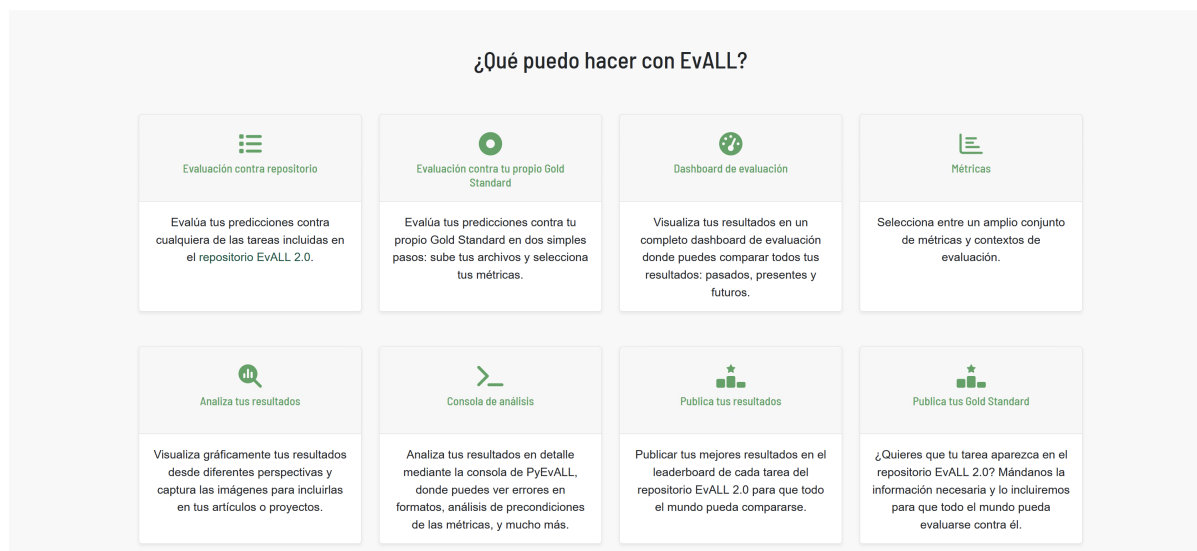 ¿Qué puedo hacer con EvALL?
Evaluación contra repositorio
Evalúa tus predicciones contra
cualquiera de las tareas incluidas en
el repositorio EvALL 2.0.
Evaluación contra tu propio Gold
Standard
Evalúa tus predicciones contra tu
propio Gold Standard en dos simples
pasos: sube tus archivos y selecciona
tus métricas.
Dashboard de evaluación
Visualiza tus resultados en un
completo dashboard de evaluación
donde puedes comparar todos tus
resultados: pasados, presentes y
futuros.
Métricas
Selecciona entre un amplio conjunto
de métricas y contextos de
evaluación.
Analiza tus resultados
Visualiza gráficamente tus resultados
desde diferentes perspectivas y
captura las imágenes para incluirlas
en tus artículos o proyectos.
Consola de análisis
Analiza tus resultados en detalle
mediante la consola de PyEvALL,
donde puedes ver errores en
formatos, análisis de precondiciones
de las métricas, y mucho más.
Publica tus resultados
Publicar tus mejores resultados en el
leaderboard de cada tarea del
repositorio EvALL 2.0 para que todo
el mundo pueda compararse.
Publica tus Gold Standard
¿Quieres que tu tarea aparezca en el
repositorio EvALL 2.0? Mándanos la
información necesaria y lo incluiremos
para que todo el mundo pueda
evaluarse contra él.